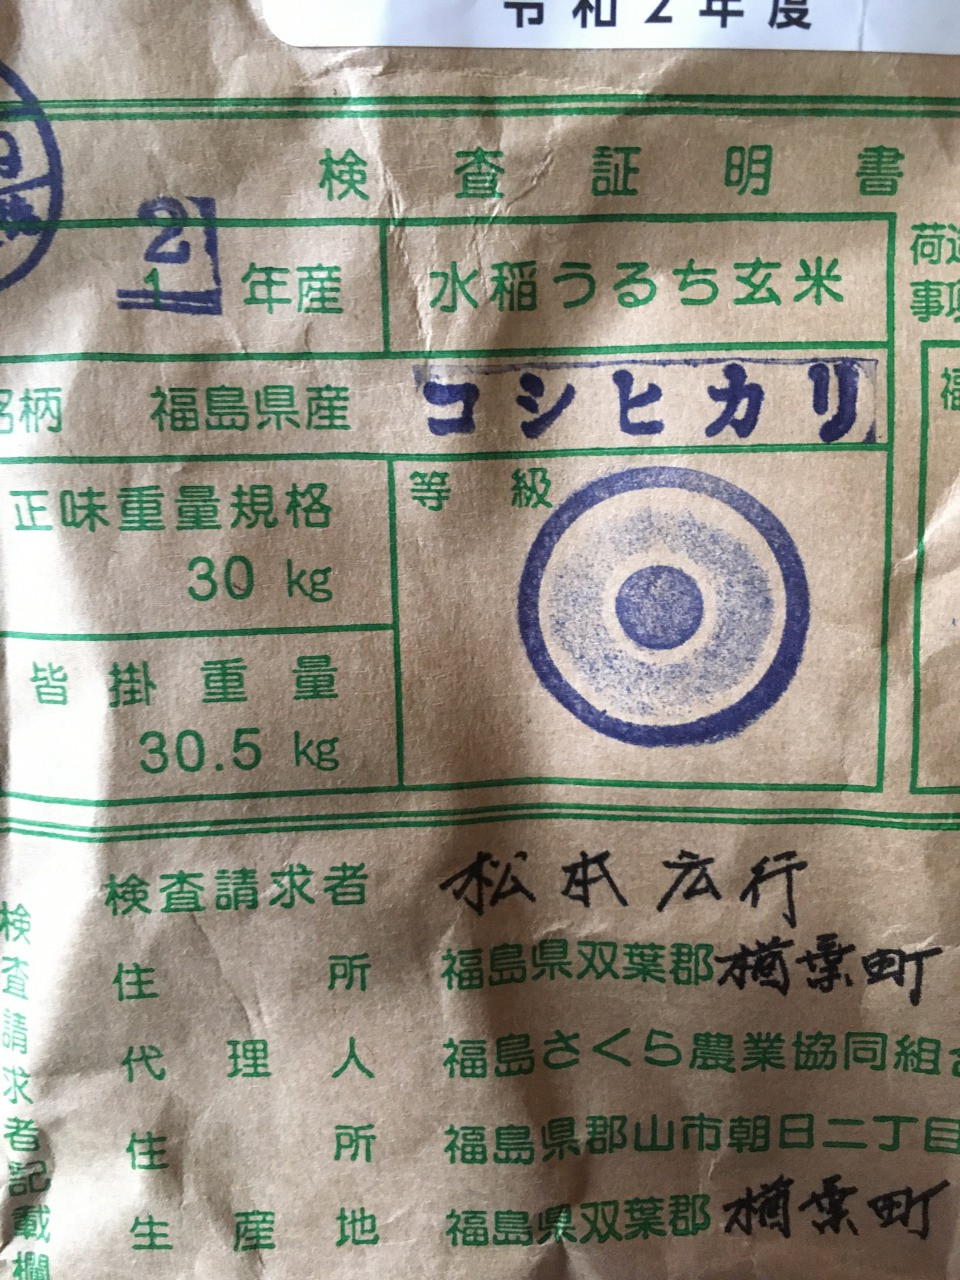 令和2年度
検査証明書
2
1年産
水稲うるち玄米
荷造
事項
銘柄 福島県産 コシヒカリ
福
正味重量規格
30 kg
等級
皆掛重量
30.5 kg
検査請求者 松本広行
住所 福島県双葉郡楢葉町
代理人 福島さくら農業協同組合
住所 福島県郡山市朝日二丁目
生産地 福島県双葉郡楢葉町
検査請求者記載欄